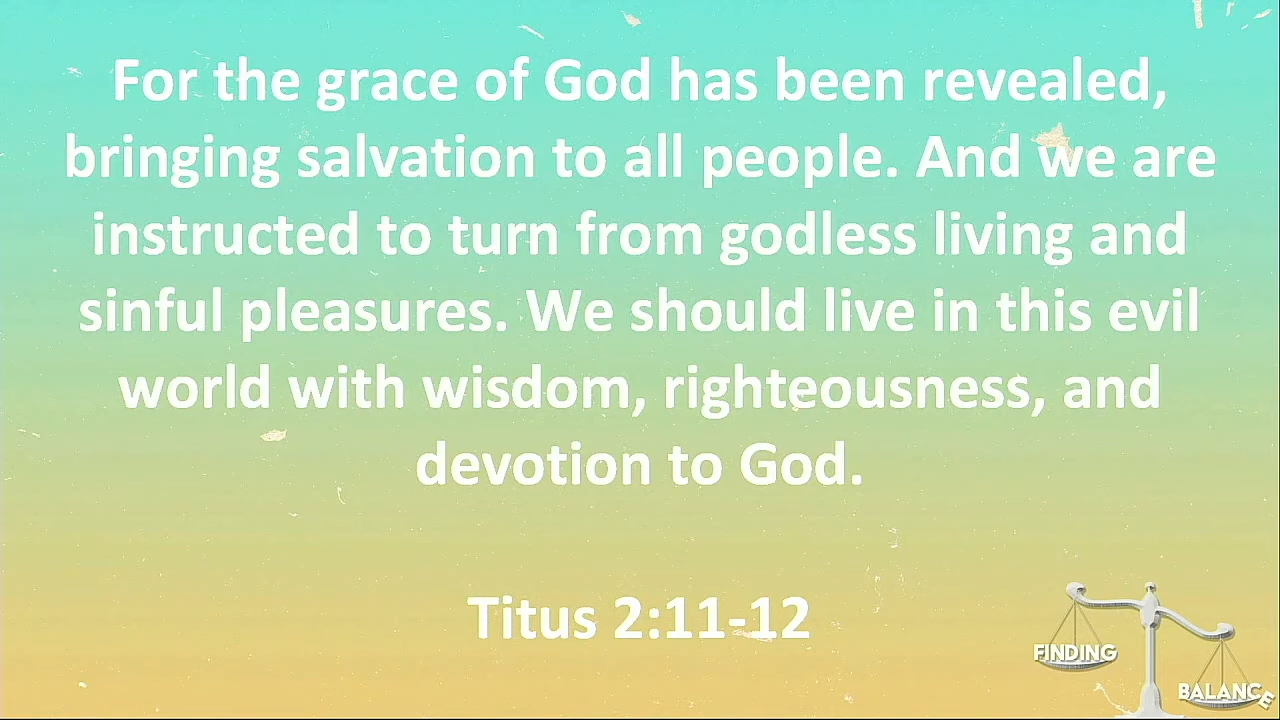 For the grace of God has been revealed,
bringing salvation to all people. And we are
instructed to turn from godless living and
sinful pleasures. We should live in this evil
world with wisdom, righteousness, and
devotion to God.
Titus 2:11-12
FINDING
BALANCE